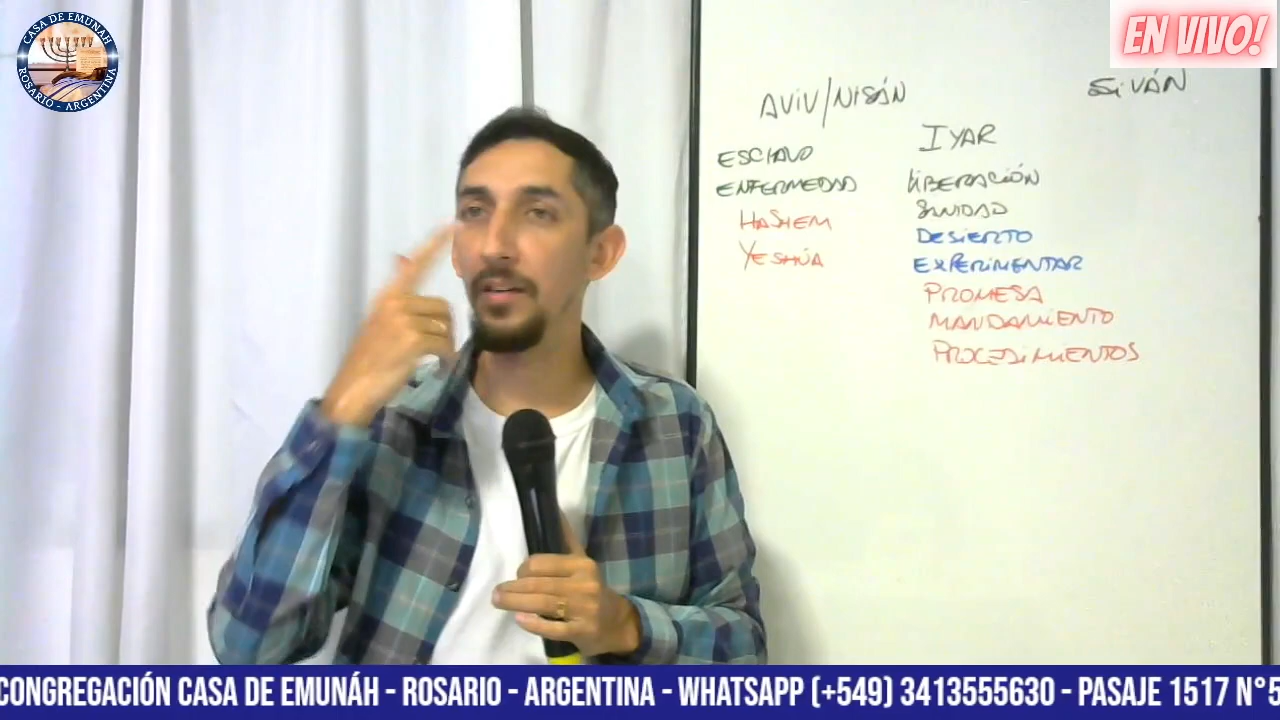 CASA DE EMUNAH
ROSARIO - ARGENTINA
EN VIVO!
AVIV/NISÁN
ESCLAVO
ENFERMEDAD
HASHEM
YESHÚA
IYAR
LIBERACIÓN
SANIDAD
DESIERTO
EXPERIMENTAR
PROMESA
MANDAMIENTO
PROCEDIMIENTOS
SIVÁN
CONGREGACIÓN CASA DE EMUNÁH - ROSARIO - ARGENTINA - WHATSAPP (+549) 3413555630 - PASAJE 1517 N°5